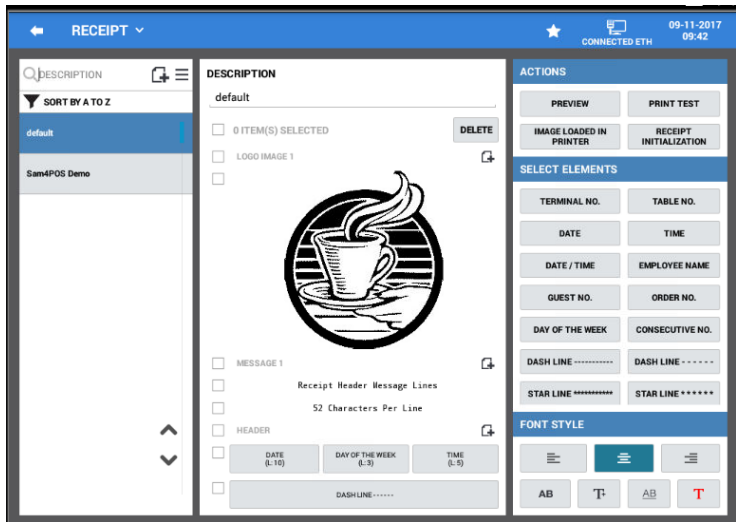 RECEIPT
CONNECTED ETH
09-11-2017
09:42
DESCRIPTION
SORT BY A TO Z
default
Sam4POS Demo
DESCRIPTION
default
0 ITEM(S) SELECTED
DELETE
LOGO IMAGE 1
MESSAGE 1
Receipt Header Message Lines
52 Characters Per Line
HEADER
DATE
(L:10)
DAY OF THE WEEK
(L:3)
TIME
(L:5)
DASH LINE - - - - - -
ACTIONS
PREVIEW
PRINT TEST
IMAGE LOADED IN
PRINTER
RECEIPT
INITIALIZATION
SELECT ELEMENTS
TERMINAL NO.
TABLE NO.
DATE
TIME
DATE / TIME
EMPLOYEE NAME
GUEST NO.
ORDER NO.
DAY OF THE WEEK
CONSECUTIVE NO.
DASH LINE -----------
DASH LINE - - - - - -
STAR LINE ***********
STAR LINE * * * * * *
FONT STYLE
AB
T
AB
T